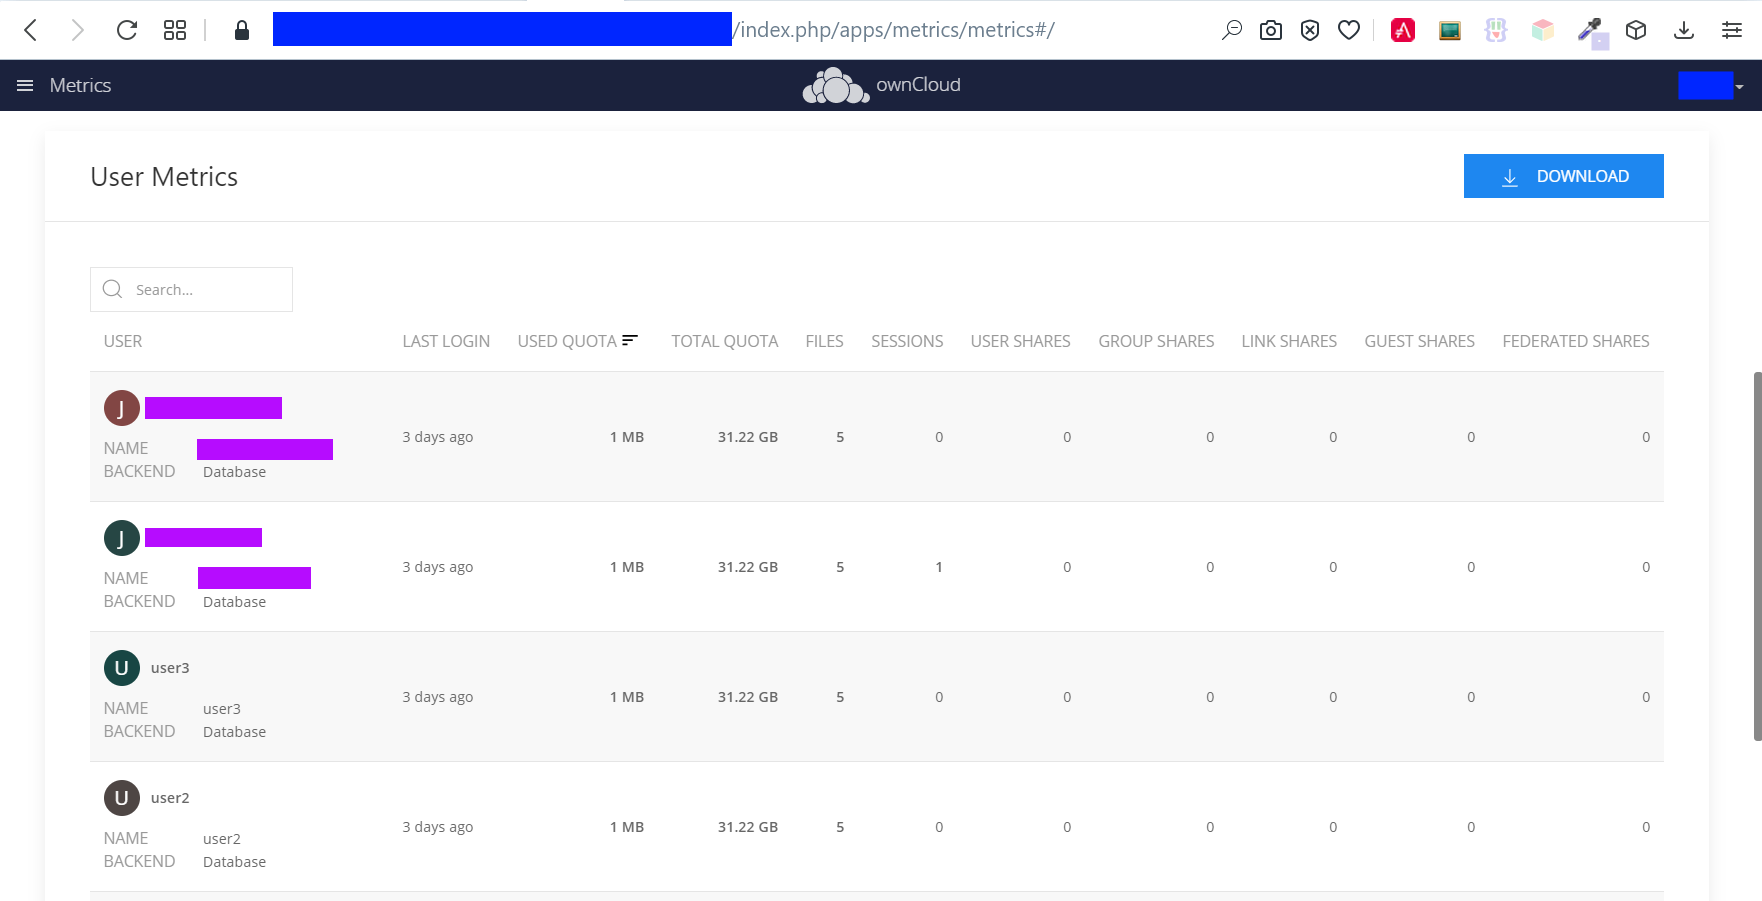 /index.php/apps/metrics/metrics#/
Metrics
ownCloud
User Metrics
DOWNLOAD
Search...
USER LAST LOGIN USED QUOTA TOTAL QUOTA FILES SESSIONS USER SHARES GROUP SHARES LINK SHARES GUEST SHARES FEDERATED SHARES
J
3 days ago 1 MB 31.22 GB 5 0 0 0 0 0 0
NAME
BACKEND Database
J
3 days ago 1 MB 31.22 GB 5 1 0 0 0 0 0
NAME
BACKEND Database
U user3
3 days ago 1 MB 31.22 GB 5 0 0 0 0 0 0
NAME user3
BACKEND Database
U user2
3 days ago 1 MB 31.22 GB 5 0 0 0 0 0 0
NAME user2
BACKEND Database